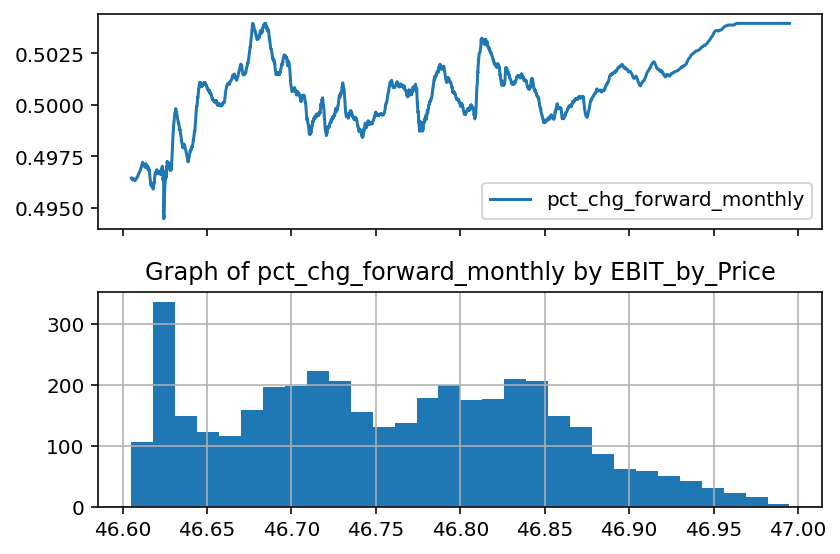 0.5025
0.5000
0.4975
0.4950
pct_chg_forward_monthly
Graph of pct_chg_forward_monthly by EBIT_by_Price
300
200
100
0
46.60 46.65 46.70 46.75 46.80 46.85 46.90 46.95 47.00